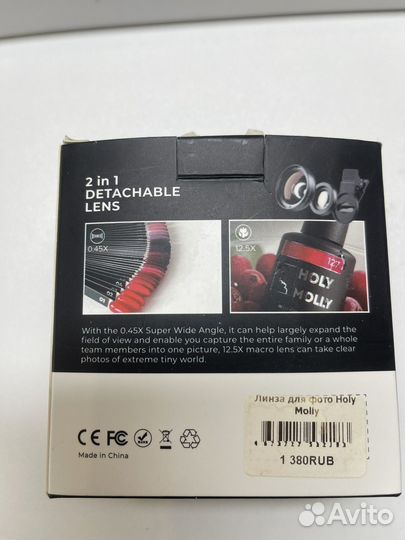 2 in 1
DETACHABLE
LENS
0.45X
12.5X
127
HOLY
MOLLY
With the 0.45X Super Wide Angle, it can help largely expand the
field of view and enable you capture the entire family or a whole
team members into one picture, 12.5X macro lens can take clear
photos of extreme tiny world.
CE FC
Made in China
Линза для фото Holy
Molly
1 380RUB
Avito